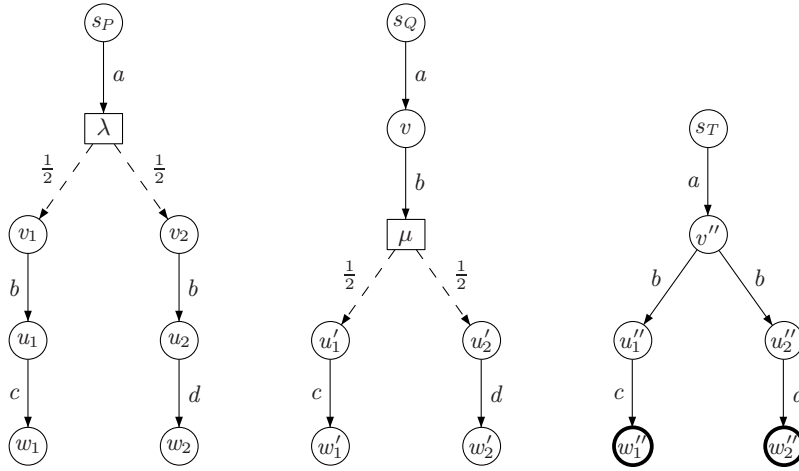 s_P s_Q
a a
λ v s_T
1/2 1/2 b a
v_1 v_2 μ v''
b b 1/2 1/2 b b
u_1 u_2 u'_1 u'_2 u''_1 u''_2
c d c d c
w_1 w_2 w'_1 w'_2 w''_1 w''_2